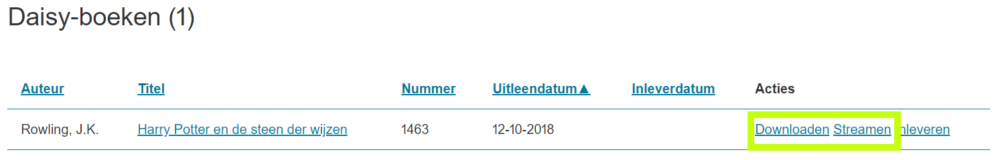 Daisy-boeken (1)
Auteur Titel Nummer Uitleendatum▲ Inleverdatum Acties
Rowling, J.K. Harry Potter en de steen der wijzen 1463 12-10-2018 Downloaden Streamen nleveren